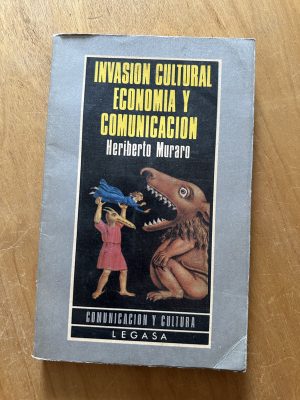 INVASION CULTURAL
ECONOMIA Y
COMUNICACION
Heriberto Muraro
COMUNICACION Y CULTURA
LEGASA